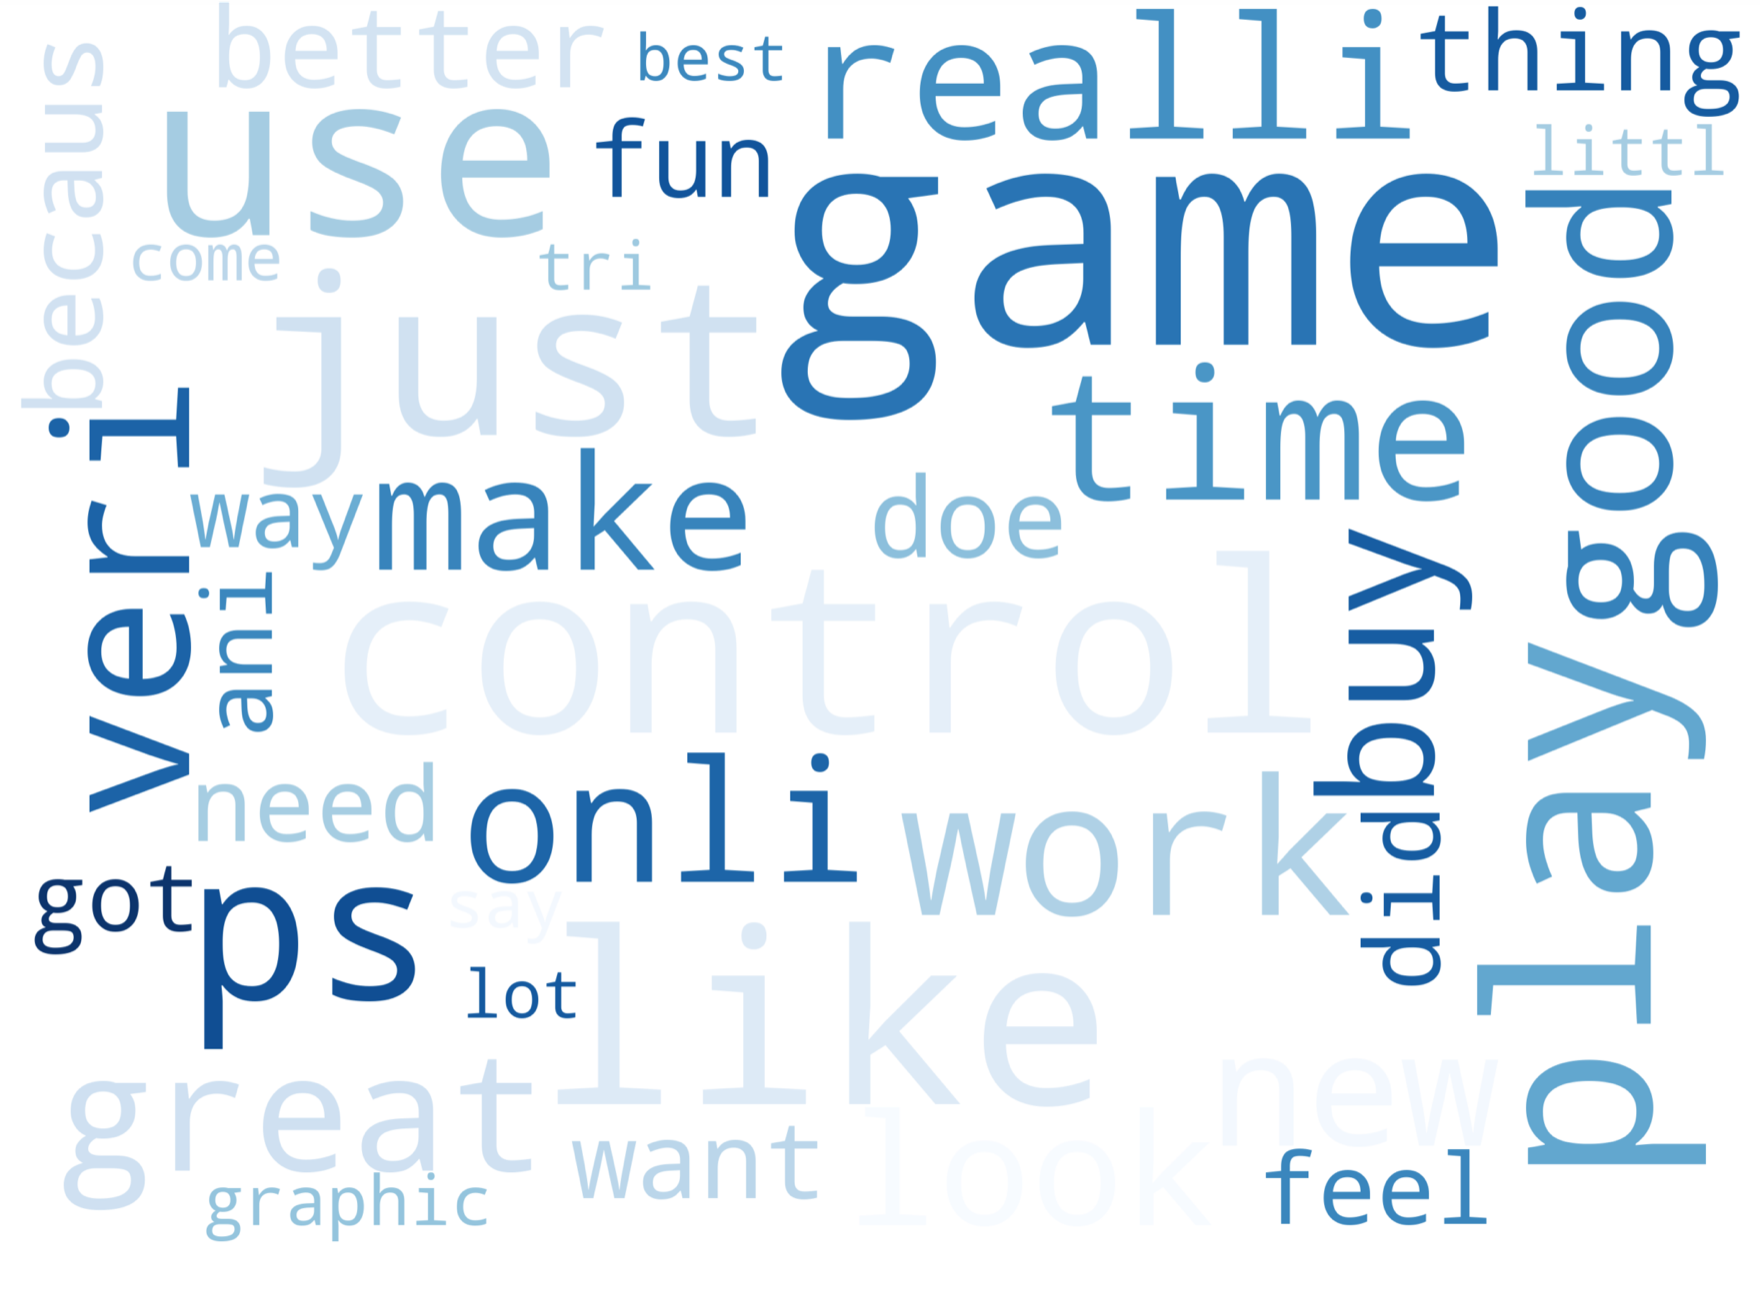 better
best
realli
thing
becaus
use
fun
littl
game
come
tri
just
good
time
veri
way
make
doe
ani
control
buy
play
need
onli
work
did
got
ps
say
like
lot
great
new
want
look
feel
graphic